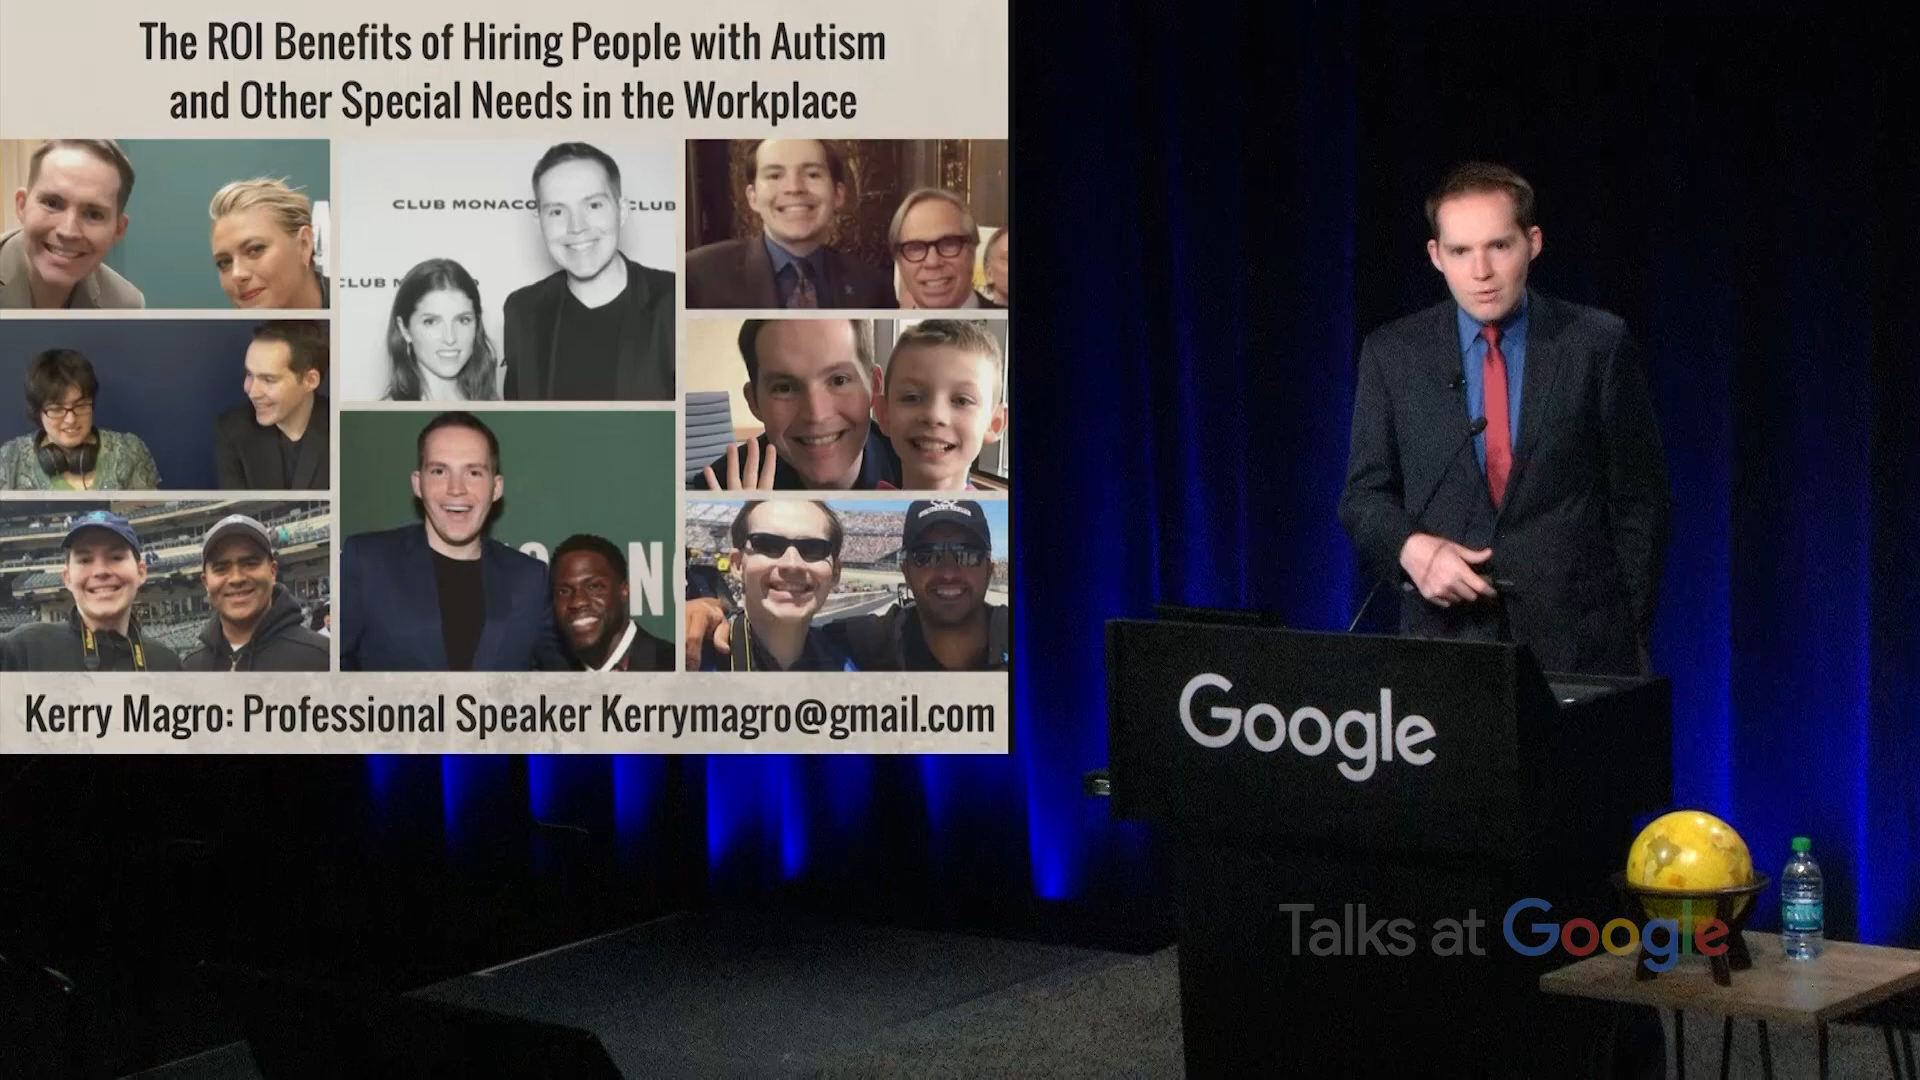 The ROI Benefits of Hiring People with Autism
and Other Special Needs in the Workplace
CLUB MONACO
CLUB
CLUB M
N
Kerry Magro: Professional Speaker Kerrymagro@gmail.com
Google
Talks at Google